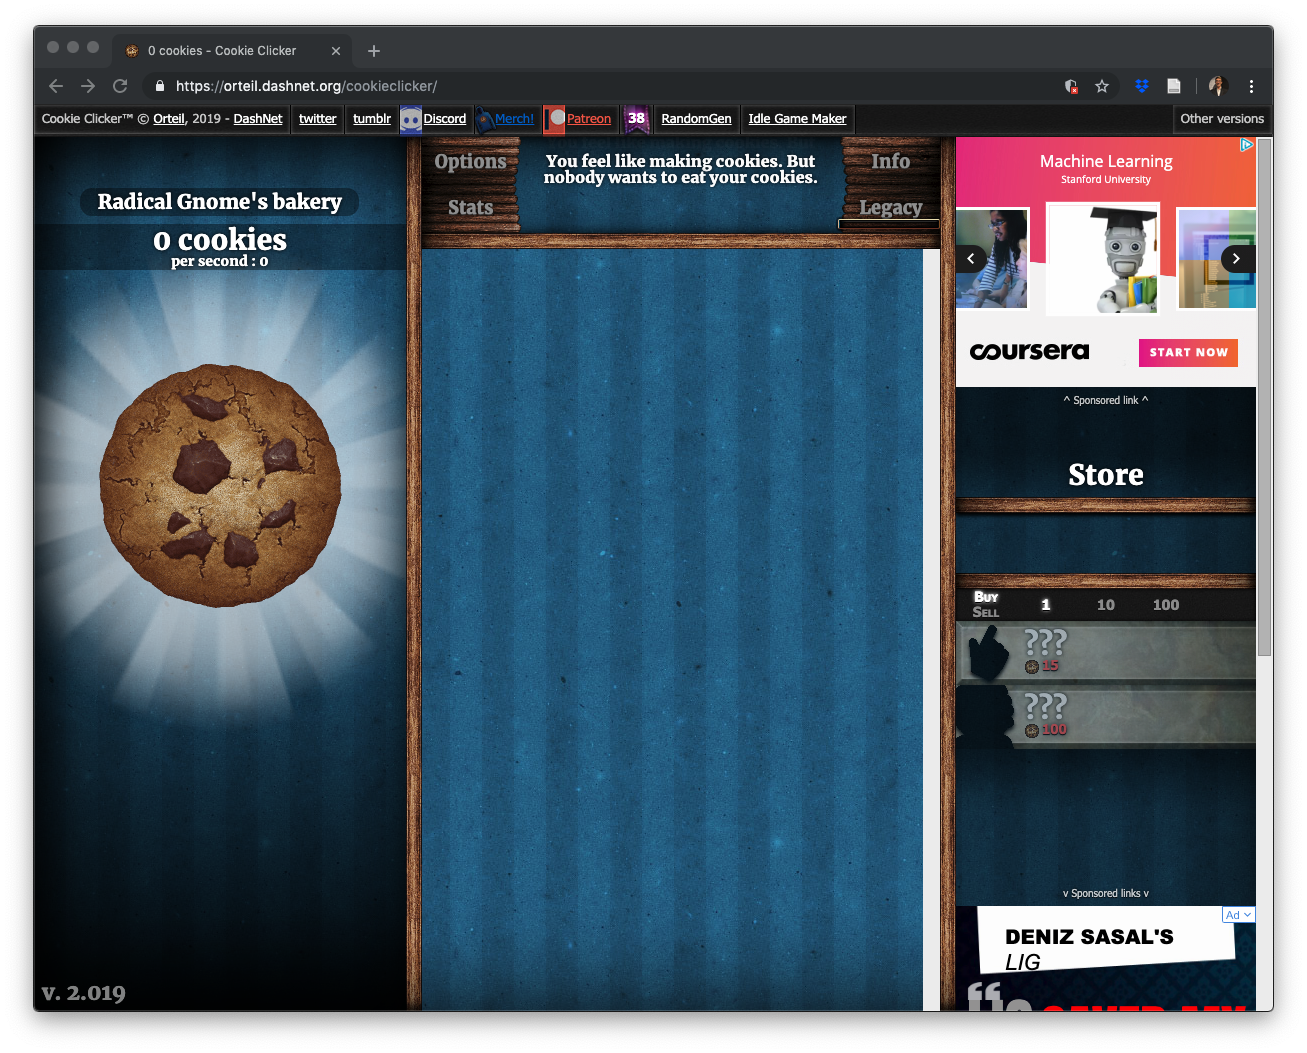 0 cookies - Cookie Clicker
https://orteil.dashnet.org/cookieclicker/
Cookie Clicker™ © Orteil, 2019 - DashNet
twitter
tumblr
Discord
Merch!
Patreon
38
RandomGen
Idle Game Maker
Other versions
Radical Gnome's bakery
0 cookies
per second : 0
v. 2.019
Options
Stats
You feel like making cookies. But
nobody wants to eat your cookies.
Info
Legacy
Machine Learning
Stanford University
coursera
START NOW
^ Sponsored link ^
Store
Buy
Sell
1
10
100
???
15
???
100
v Sponsored links v
Ad
DENIZ SASAL'S
LIG